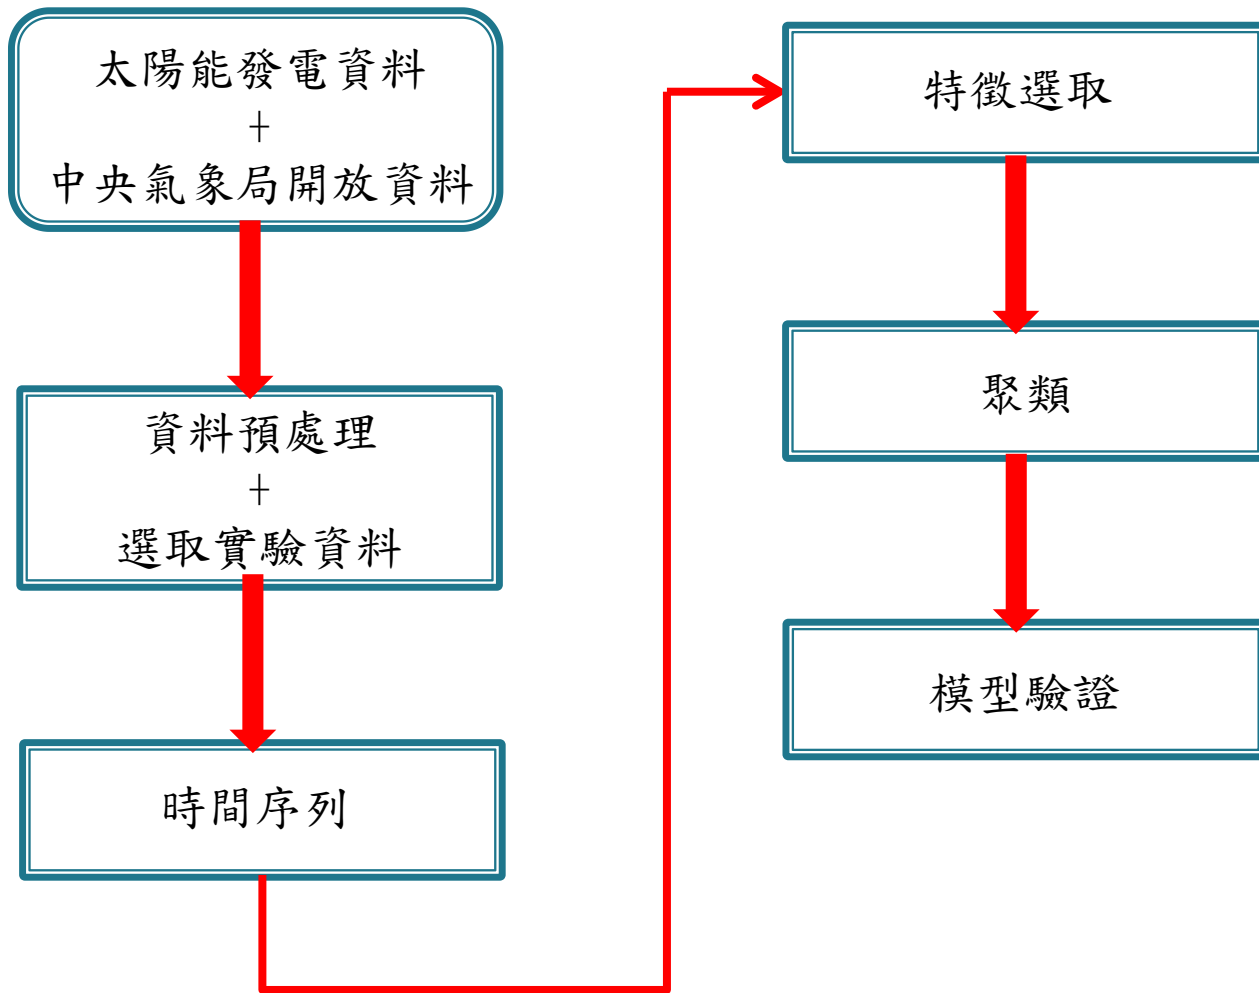 太陽能發電資料
+
中央氣象局開放資料
資料預處理
+
選取實驗資料
時間序列
特徵選取
聚類
模型驗證